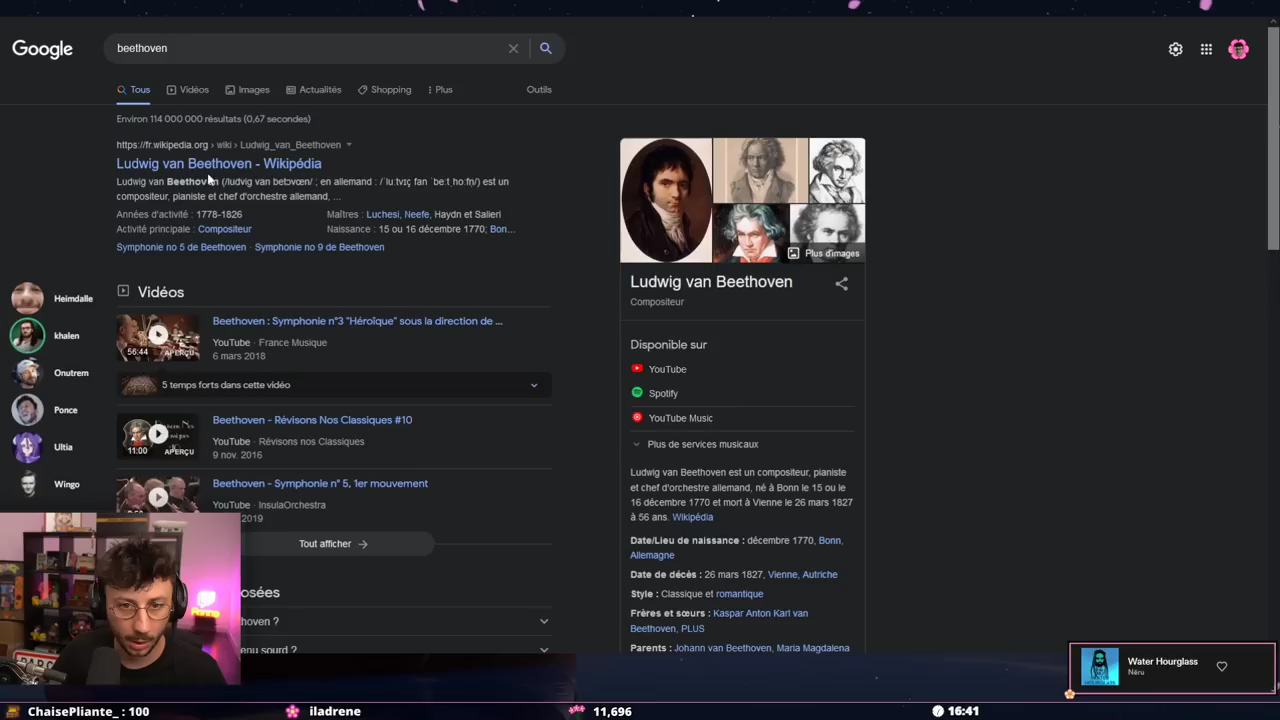 Google
beethoven
Tous
Vidéos
Images
Actualités
Shopping
Plus
Outils
Environ 114 000 000 résultats (0,67 secondes)
https://fr.wikipedia.org › wiki › Ludwig_van_Beethoven
Ludwig van Beethoven - Wikipédia
compositeur, pianiste et chef d'orchestre allemand, ...
Années d'activité : 1778-1826
Maîtres : Luchesi, Neefe, Haydn et Salieri
Activité principale : Compositeur
Naissance : 15 ou 16 décembre 1770; Bon...
Symphonie no 5 de Beethoven · Symphonie no 9 de Beethoven
Vidéos
Beethoven : Symphonie n°3 "Héroïque" sous la direction de ...
YouTube · France Musique
6 mars 2018
56:44
APERÇU
5 temps forts dans cette vidéo
Beethoven - Révisons Nos Classiques #10
YouTube · Révisons nos Classiques
9 nov. 2016
11:00
APERÇU
Beethoven - Symphonie n° 5, 1er mouvement
YouTube · InsulaOrchestra
2019
Tout afficher
osées
hoven ?
enu sourd ?
Heimdalle
khalen
Onutrem
Ponce
Ultia
Wingo
Plus d'images
Ludwig van Beethoven
Compositeur
Disponible sur
YouTube
Spotify
YouTube Music
Plus de services musicaux
Ludwig van Beethoven est un compositeur, pianiste
et chef d'orchestre allemand, né à Bonn le 15 ou le
16 décembre 1770 et mort à Vienne le 26 mars 1827
à 56 ans. Wikipédia
Date/Lieu de naissance : décembre 1770, Bonn,
Allemagne
Date de décès : 26 mars 1827, Vienne, Autriche
Style : Classique et romantique
Frères et sœurs : Kaspar Anton Karl van
Beethoven, PLUS
Parents : Johann van Beethoven, Maria Magdalena
Water Hourglass
Néru
ChaisePliante_ : 100
iladrene
11,696
16:41